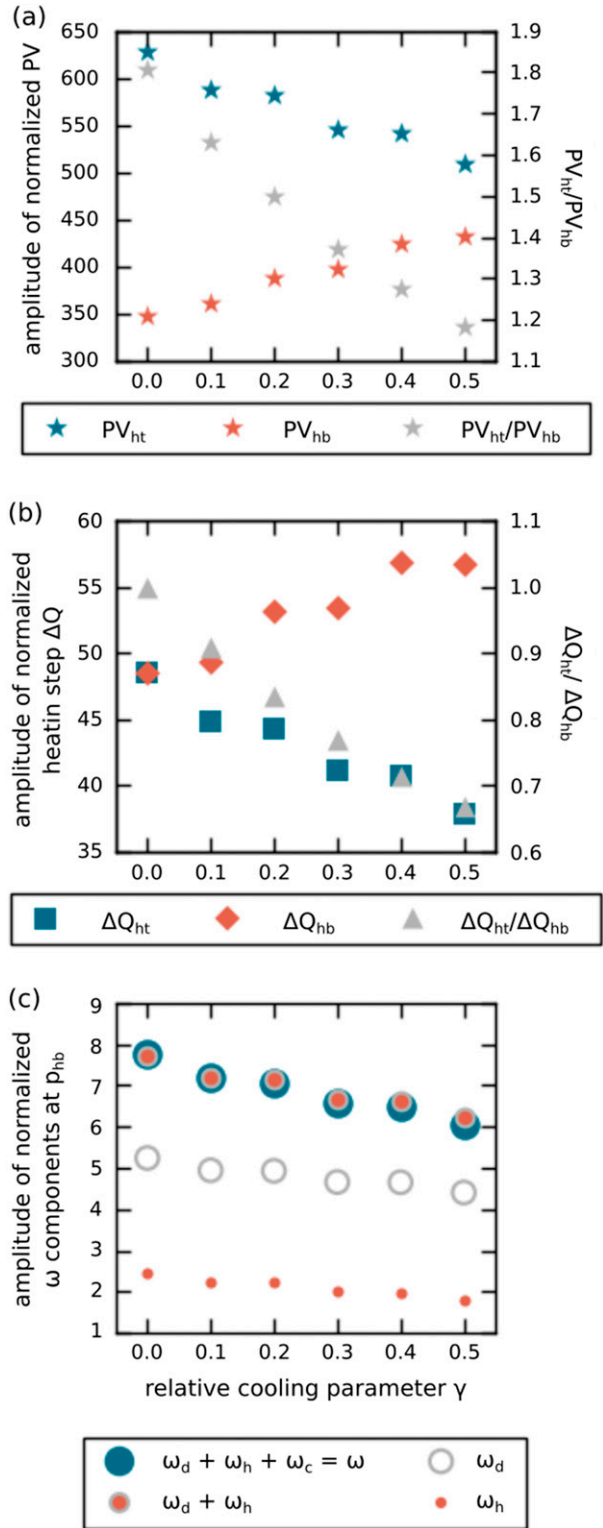 (a)
650
600
550
500
450
400
350
300
amplitude of normalized PV
1.9
1.8
1.7
1.6
1.5
1.4
1.3
1.2
1.1
PVht/PVhb
0.0 0.1 0.2 0.3 0.4 0.5
PVht PVhb PVht/PVhb
(b)
60
55
50
45
40
35
amplitude of normalized
heatin step ΔQ
1.1
1.0
0.9
0.8
0.7
0.6
ΔQht/ ΔQhb
0.0 0.1 0.2 0.3 0.4 0.5
ΔQht ΔQhb ΔQht/ΔQhb
(c)
9
8
7
6
5
4
3
2
1
amplitude of normalized
ω components at phb
0.0 0.1 0.2 0.3 0.4 0.5
relative cooling parameter γ
ωd + ωh + ωc = ω ωd
ωd + ωh ωh